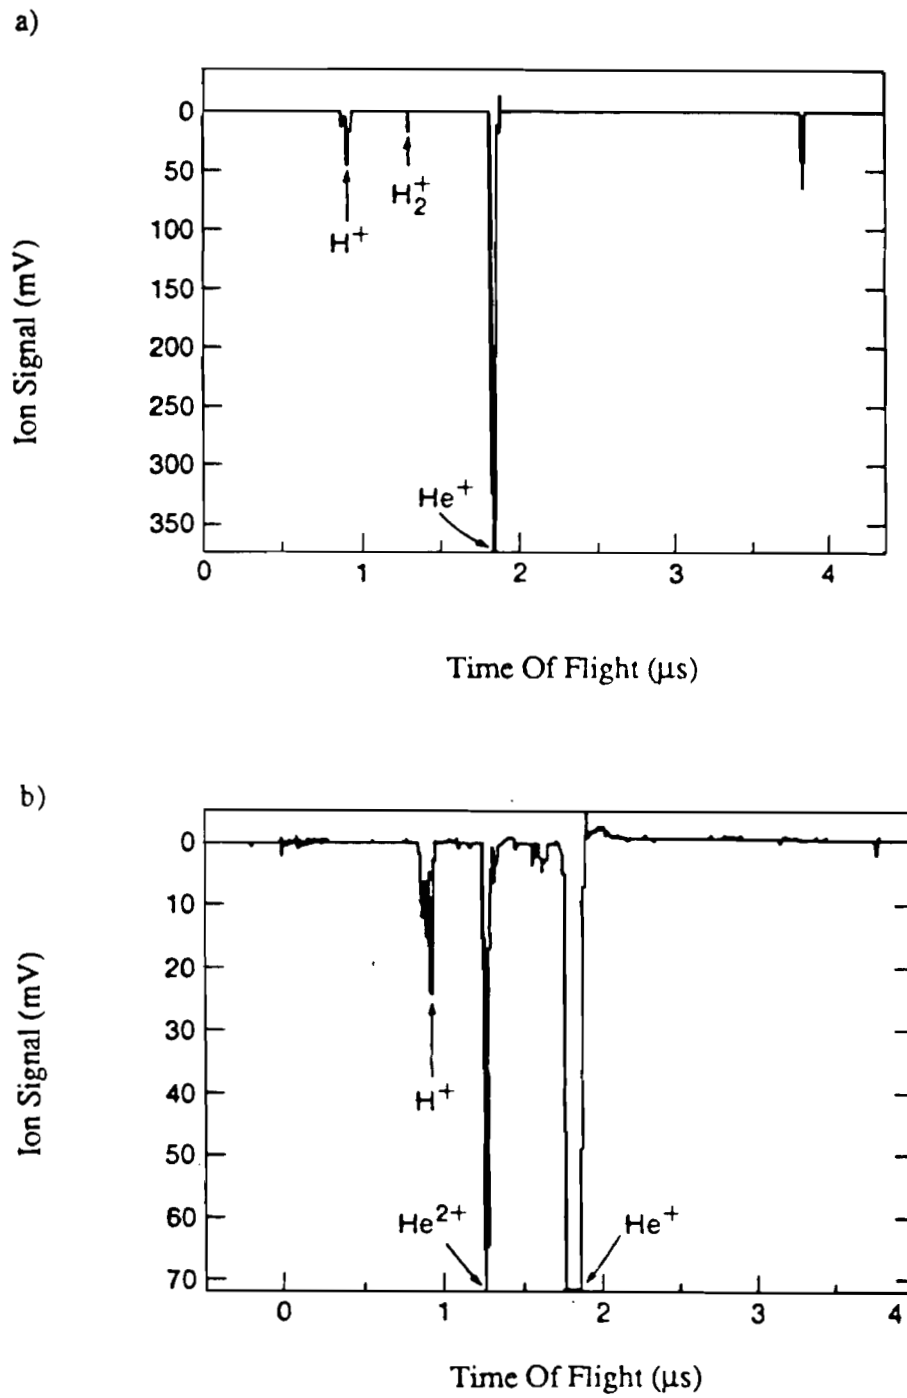 a)
0
50
100
150
200
250
300
350
Ion Signal (mV)
H⁺
H₂⁺
He⁺
0 1 2 3 4
Time Of Flight (μs)
b)
0
10
20
30
40
50
60
70
Ion Signal (mV)
H⁺
He²⁺
He⁺
0 1 2 3 4
Time Of Flight (μs)